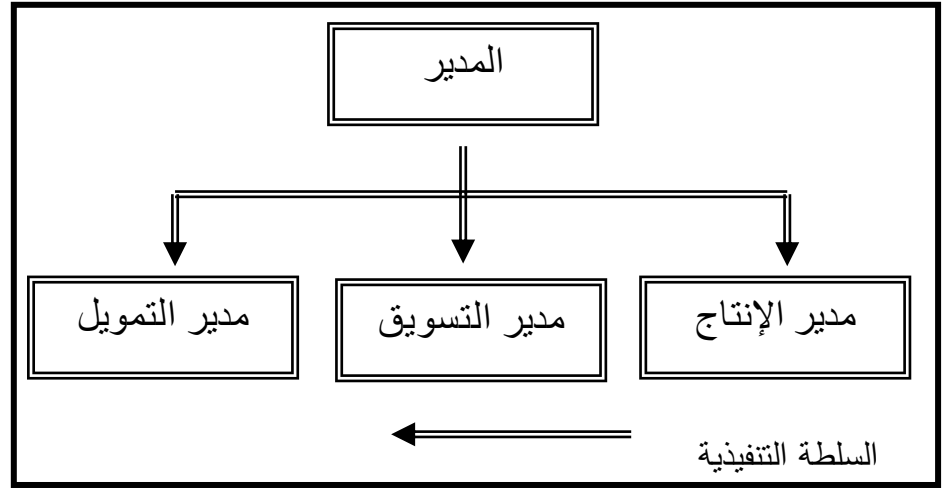 المدير
مدير الإنتاج
مدير التسويق
مدير التمويل
السلطة التنفيذية